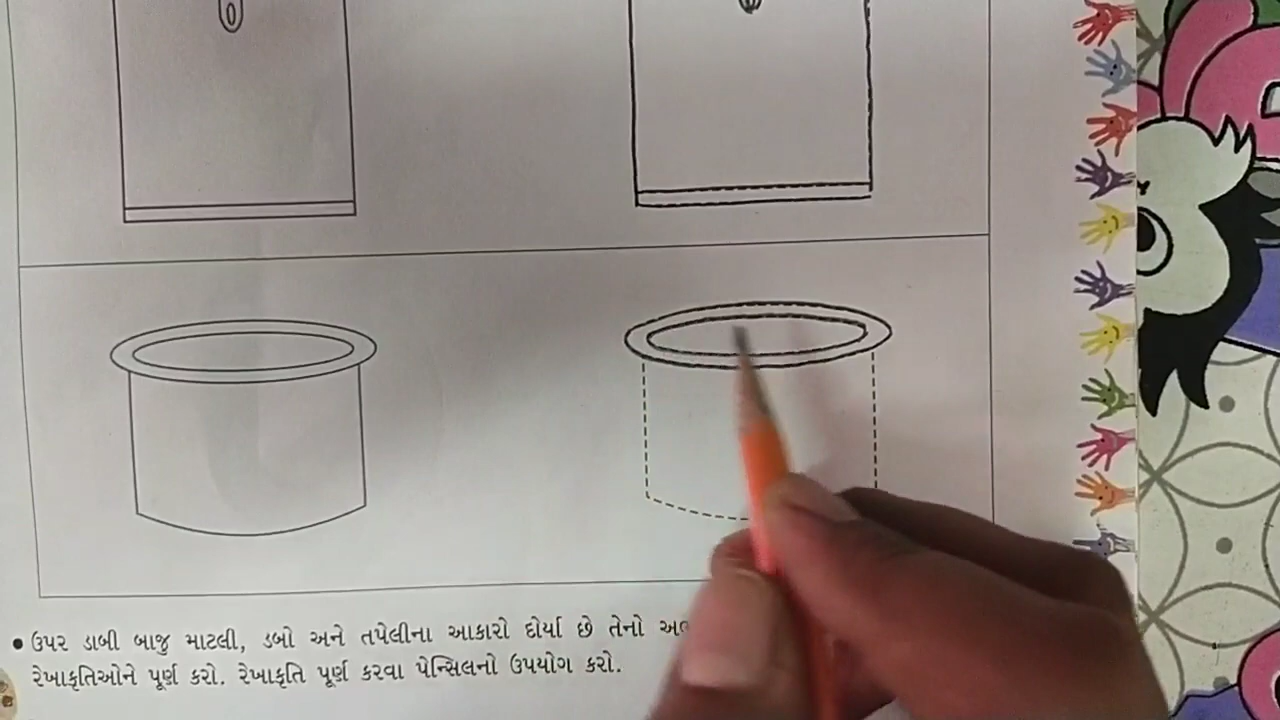 • ઉપર ડાબી બાજુ માટલી, ડબો અને તપેલીના આકારો દોર્યા છે તેનો
રેખાકૃતિઓને પૂર્ણ કરો. રેખાકૃતિ પૂર્ણ કરવા પેન્સિલનો ઉપયોગ કરો.